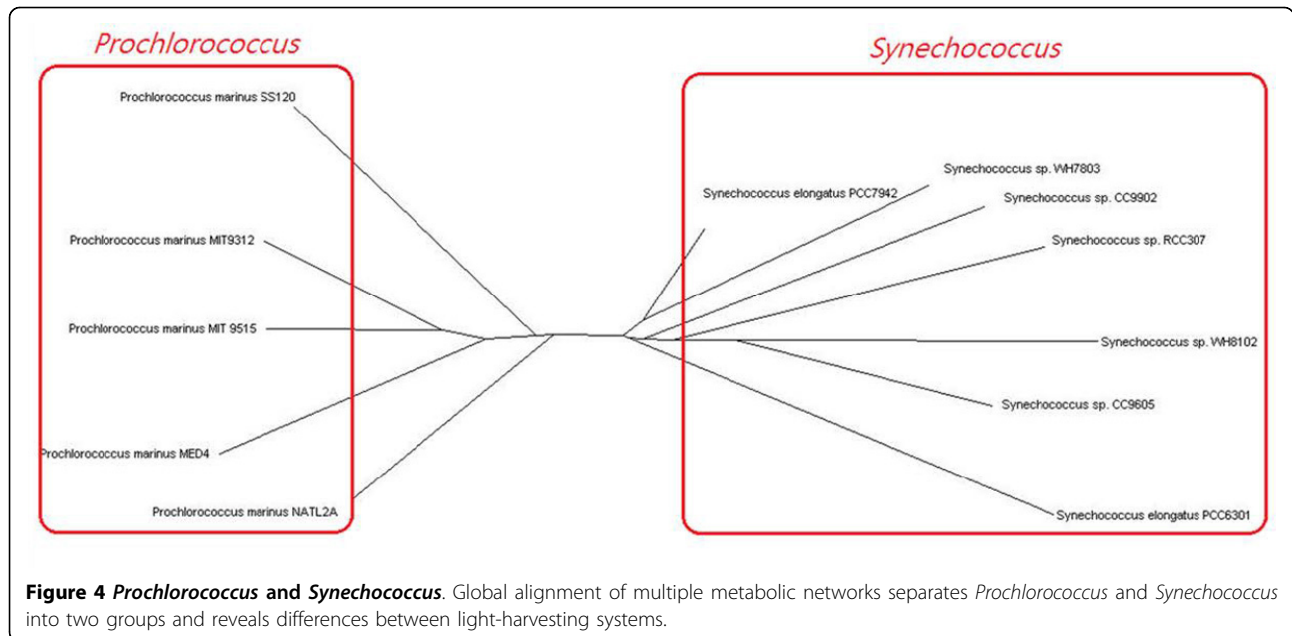 Prochlorococcus
Synechococcus
Prochlorococcus marinus SS120
Synechococcus sp. WH7803
Synechococcus elongatus PCC7942
Synechococcus sp. CC9902
Prochlorococcus marinus MIT9312
Synechococcus sp. RCC307
Prochlorococcus marinus MIT 9515
Synechococcus sp. WH8102
Synechococcus sp. CC9605
Prochlorococcus marinus MED4
Prochlorococcus marinus NATL2A
Synechococcus elongatus PCC6301
Figure 4 Prochlorococcus and Synechococcus. Global alignment of multiple metabolic networks separates Prochlorococcus and Synechococcus
into two groups and reveals differences between light-harvesting systems.